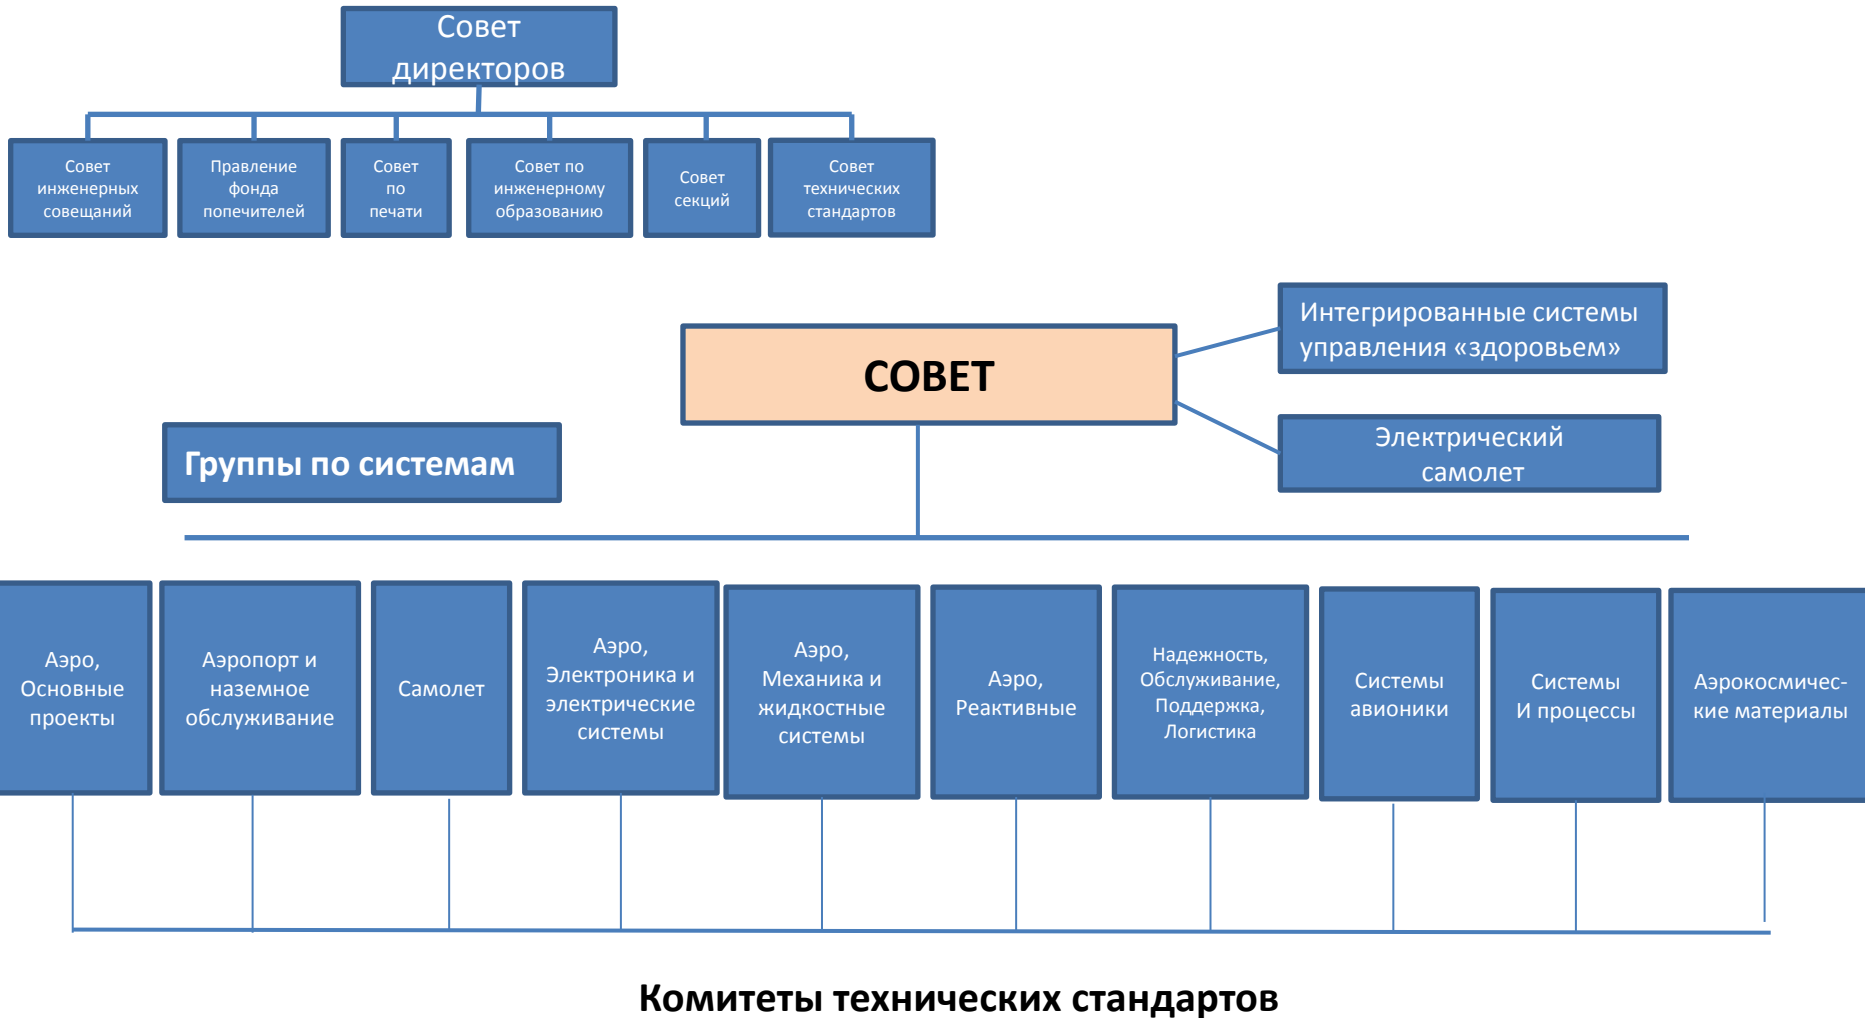 Совет
директоров
Совет
инженерных
совещаний
Правление
фонда
попечителей
Совет
по
печати
Совет по
инженерному
образованию
Совет
секций
Совет
технических
стандартов
Интегрированные системы
управления «здоровьем»
СОВЕТ
Электрический
самолет
Группы по системам
Аэро,
Основные
проекты
Аэропорт и
наземное
обслуживание
Самолет
Аэро,
Электроника и
электрические
системы
Аэро,
Механика и
жидкостные
системы
Аэро,
Реактивные
Надежность,
Обслуживание,
Поддержка,
Логистика
Системы
авионики
Системы
И процессы
Аэрокосмичес-
кие материалы
Комитеты технических стандартов